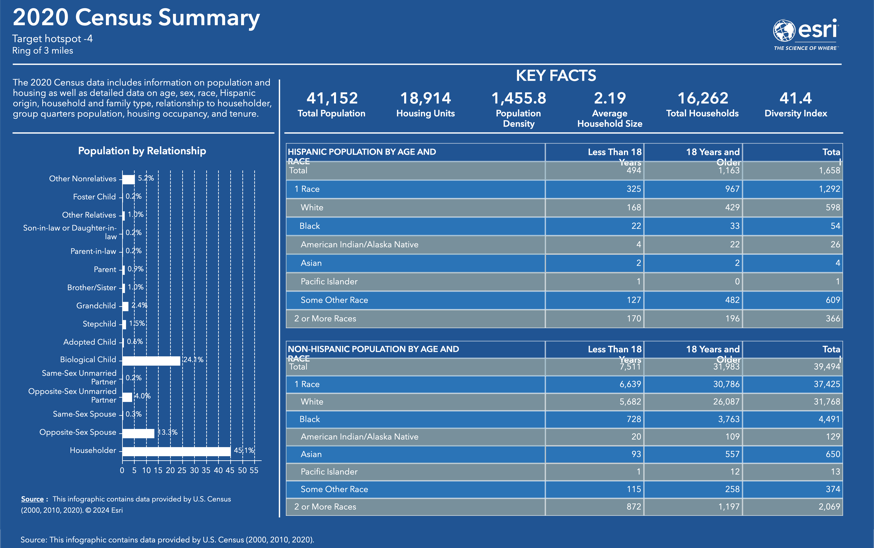 2020 Census Summary
Target hotspot -4
Ring of 3 miles
esri
THE SCIENCE OF WHERE
The 2020 Census data includes information on population and
housing as well as detailed data on age, sex, race, Hispanic
origin, household and family type, relationship to householder,
group quarters population, housing occupancy, and tenure.
KEY FACTS
41,152 18,914 1,455.8 2.19 16,262 41.4
Total Population Housing Units Population Average Total Households Diversity Index
Density Household Size
Population by Relationship
Other Nonrelatives 5.2%
Foster Child 0.2%
Other Relatives 1.0%
Son-in-law or Daughter-in-
law 0.2%
Parent-in-law 0.2%
Parent 0.9%
Brother/Sister 1.0%
Grandchild 2.4%
Stepchild 1.5%
Adopted Child 0.6%
Biological Child 24.1%
Same-Sex Unmarried
Partner 0.2%
Opposite-Sex Unmarried
Partner 4.0%
Same-Sex Spouse 0.3%
Opposite-Sex Spouse 13.3%
Householder 45.1%
0 5 10 15 20 25 30 35 40 45 50 55
Source : This infographic contains data provided by U.S. Census
(2000, 2010, 2020). © 2024 Esri
HISPANIC POPULATION BY AGE AND Less Than 18 18 Years and Tota
RACE Years Older l
Total 494 1,163 1,658
1 Race 325 967 1,292
White 168 429 598
Black 22 33 54
American Indian/Alaska Native 4 22 26
Asian 2 2 4
Pacific Islander 1 0 1
Some Other Race 127 482 609
2 or More Races 170 196 366
NON-HISPANIC POPULATION BY AGE AND Less Than 18 18 Years and Tota
RACE Years Older l
Total 7,511 31,983 39,494
1 Race 6,639 30,786 37,425
White 5,682 26,087 31,768
Black 728 3,763 4,491
American Indian/Alaska Native 20 109 129
Asian 93 557 650
Pacific Islander 1 12 13
Some Other Race 115 258 374
2 or More Races 872 1,197 2,069
Source: This infographic contains data provided by U.S. Census (2000, 2010, 2020).